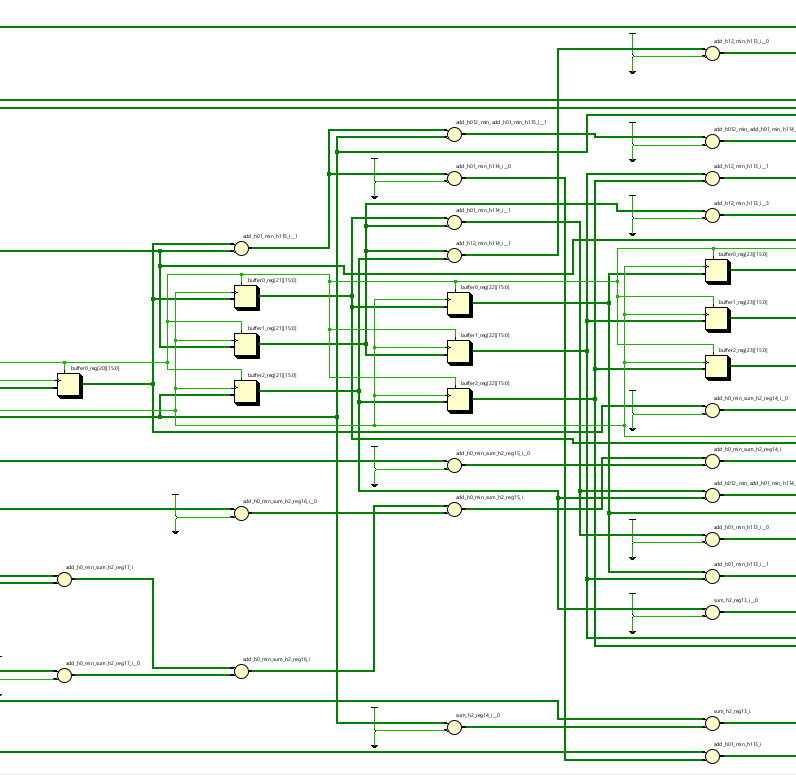 add_h12_min_h113_i__0
add_h012_min_add_h01_min_h115_i__1
add_h012_min_add_h01_min_h114_
add_h01_min_h114_i__0
add_h12_min_h113_i__1
add_h12_min_h113_i__3
add_h01_min_h114_i__1
add_h01_min_h115_i__1
add_h12_min_h114_i__1
buffer0_reg[23][15:0]
buffer0_reg[21][15:0]
buffer0_reg[22][15:0]
buffer1_reg[23][15:0]
buffer1_reg[21][15:0]
buffer1_reg[22][15:0]
buffer2_reg[23][15:0]
buffer0_reg[20][15:0]
buffer2_reg[21][15:0]
buffer2_reg[22][15:0]
add_h0_min_sum_h2_reg14_i__0
add_h0_min_sum_h2_reg14_i
add_h0_min_sum_h2_reg15_i__0
add_h012_min_add_h01_min_h114_
add_h0_min_sum_h2_reg16_i__0
add_h0_min_sum_h2_reg15_i
add_h01_min_h113_i__0
add_h0_min_sum_h2_reg17_i
add_h01_min_h113_i__1
sum_h2_reg13_i__0
add_h0_min_sum_h2_reg17_i__0
add_h0_min_sum_h2_reg16_i
sum_h2_reg14_i__0
sum_h2_reg13_i
add_h01_min_h113_i